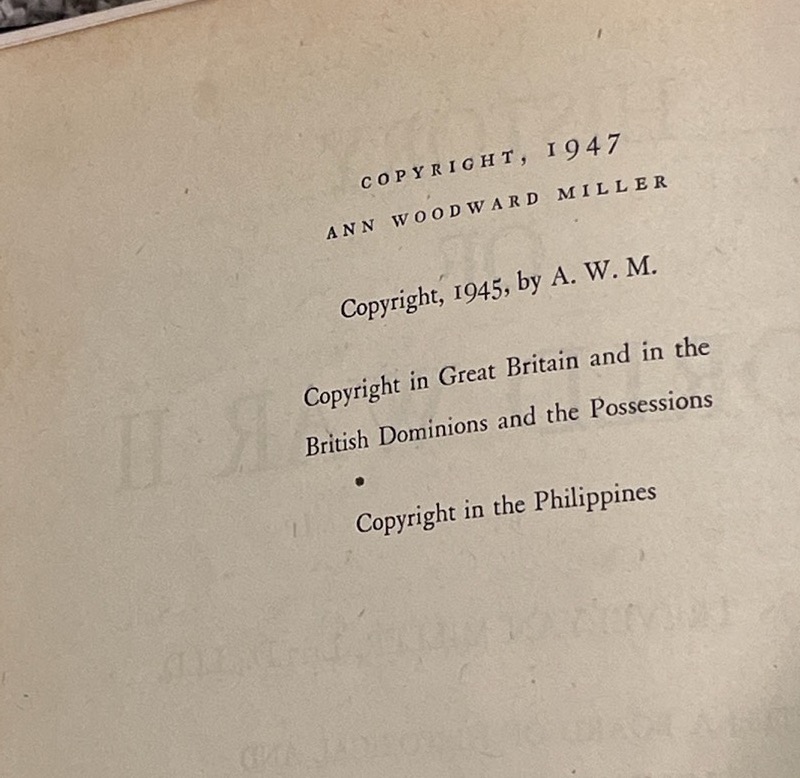 COPYRIGHT, 1947
ANN WOODWARD MILLER
Copyright, 1945, by A. W. M.
Copyright in Great Britain and in the
British Dominions and the Possessions
Copyright in the Philippines